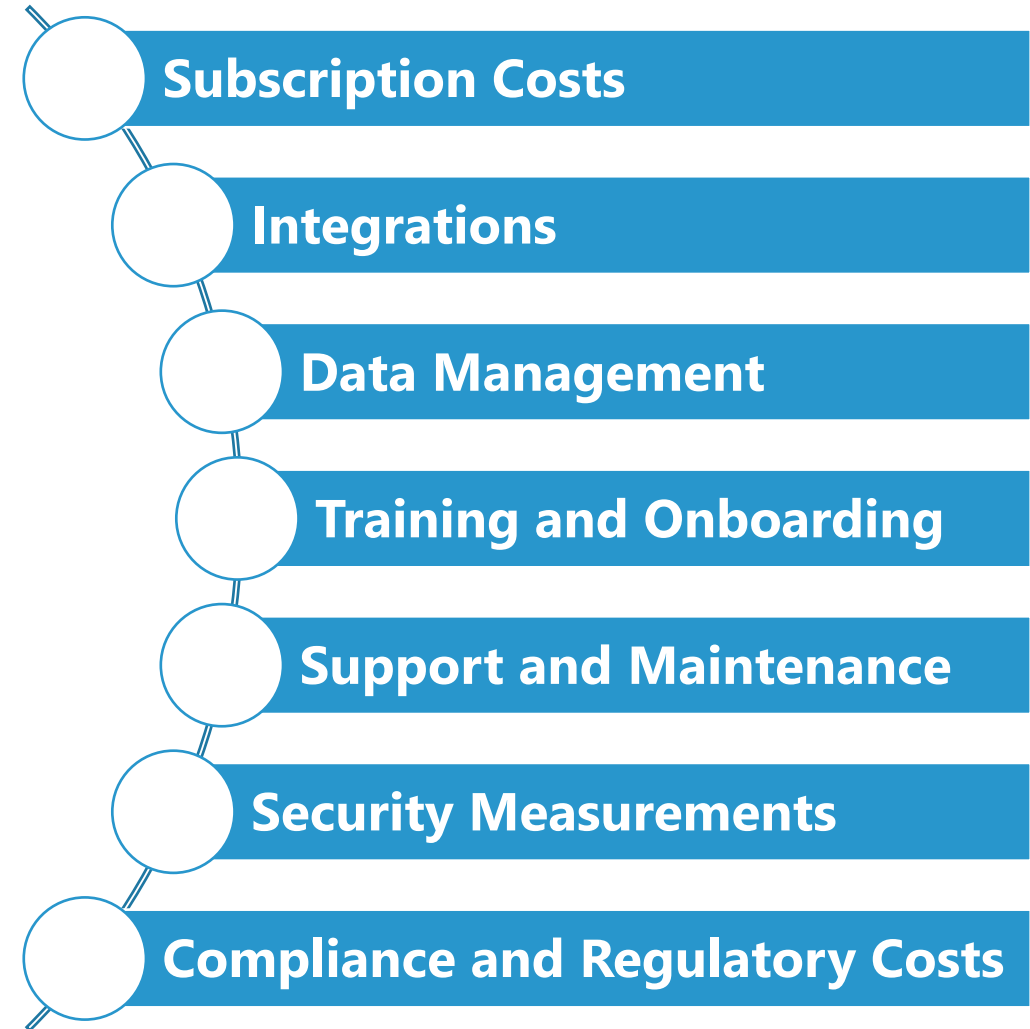 Subscription Costs
Integrations
Data Management
Training and Onboarding
Support and Maintenance
Security Measurements
Compliance and Regulatory Costs